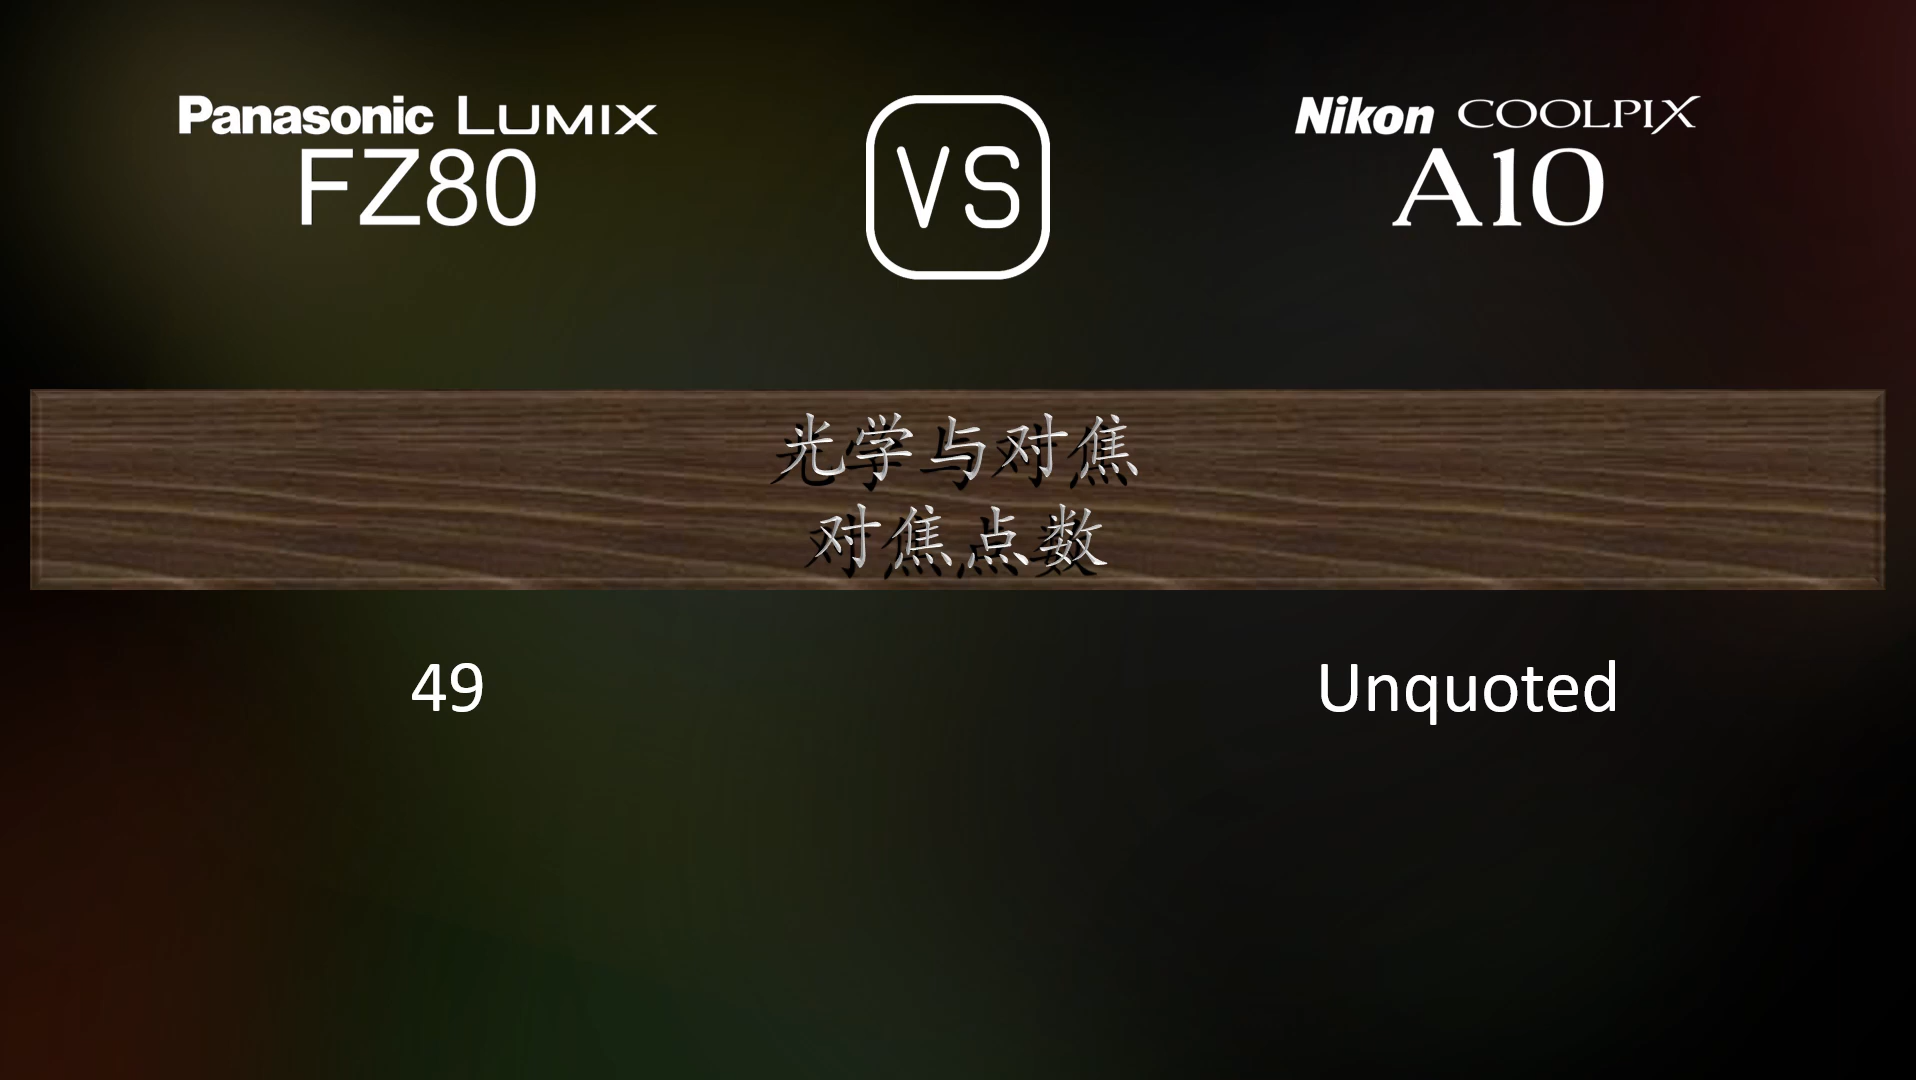 Panasonic LUMIX
FZ80
VS
Nikon COOLPIX
A10
光学与对焦
对焦点数
49
Unquoted